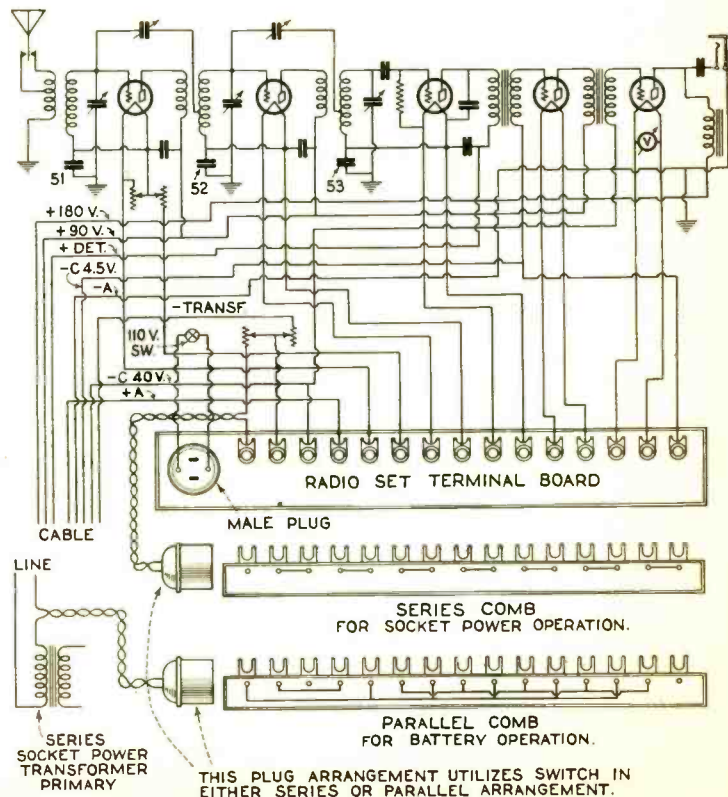 51
52
53
V
+180 V.
+90 V.
+ DET.
-C 4.5V.
-A
-TRANSF
110 V.
SW.
-C 40 V.
+A
RADIO SET TERMINAL BOARD
MALE PLUG
CABLE
LINE
SERIES COMB
FOR SOCKET POWER OPERATION.
PARALLEL COMB
FOR BATTERY OPERATION.
SERIES
SOCKET POWER
TRANSFORMER
PRIMARY
THIS PLUG ARRANGEMENT UTILIZES SWITCH IN
EITHER SERIES OR PARALLEL ARRANGEMENT.